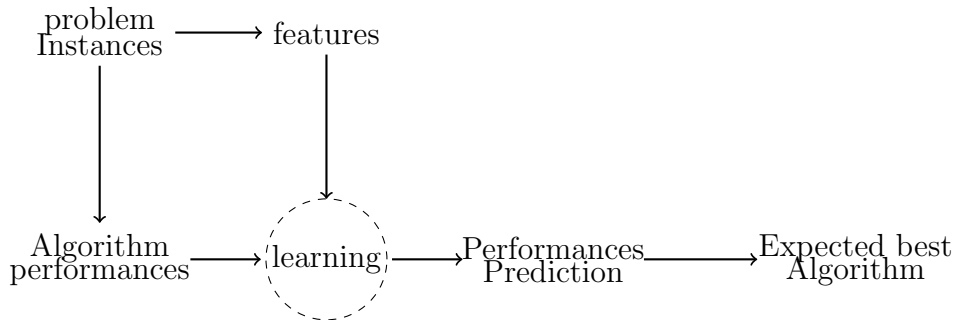 problem
Instances
features
Algorithm
performances
learning
Performances
Prediction
Expected best
Algorithm